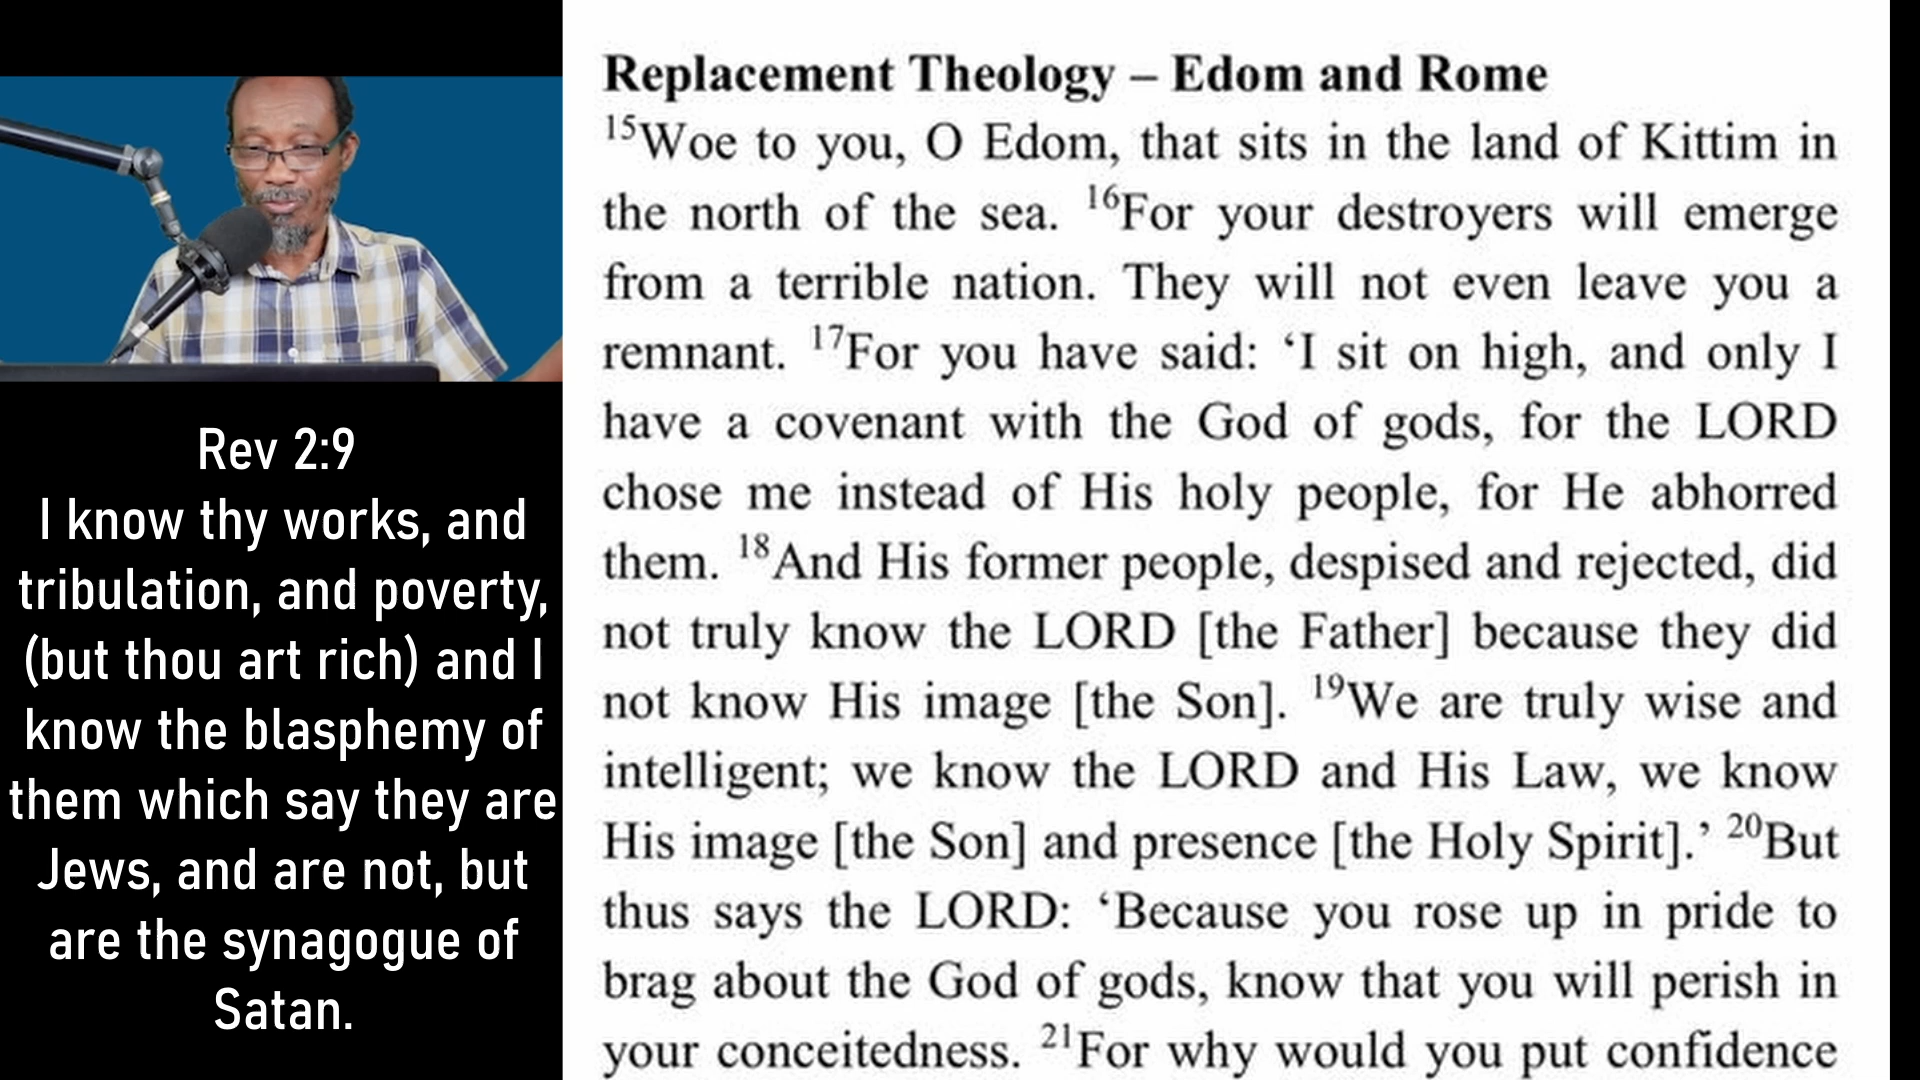 Rev 2:9
I know thy works, and
tribulation, and poverty,
(but thou art rich) and I
know the blasphemy of
them which say they are
Jews, and are not, but
are the synagogue of
Satan.
Replacement Theology – Edom and Rome
15Woe to you, O Edom, that sits in the land of Kittim in
the north of the sea. 16For your destroyers will emerge
from a terrible nation. They will not even leave you a
remnant. 17For you have said: ‘I sit on high, and only I
have a covenant with the God of gods, for the LORD
chose me instead of His holy people, for He abhorred
them. 18And His former people, despised and rejected, did
not truly know the LORD [the Father] because they did
not know His image [the Son]. 19We are truly wise and
intelligent; we know the LORD and His Law, we know
His image [the Son] and presence [the Holy Spirit].’ 20But
thus says the LORD: ‘Because you rose up in pride to
brag about the God of gods, know that you will perish in
your conceitedness. 21For why would you put confidence